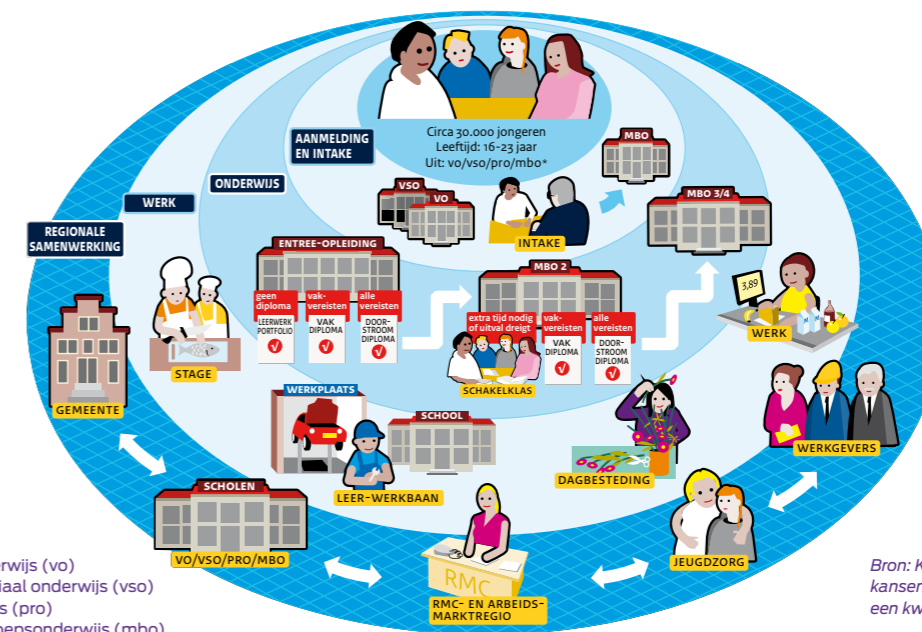 Circa 30.000 jongeren
Leeftijd: 16-23 jaar
Uit: vo/vso/pro/mbo*
AANMELDING
EN INTAKE
MBO
ONDERWIJS
VSO
VO
WERK
MBO 3/4
REGIONALE
SAMENWERKING
INTAKE
ENTREE-OPLEIDING
MBO 2
geen
diploma
LEERWERK
PORTFOLIO
vak-
vereisten
VAK
DIPLOMA
alle
vereisten
DOOR-
STROOM
DIPLOMA
extra tijd nodig
of uitval dreigt
SCHAKELKLAS
vak-
vereisten
VAK
DIPLOMA
alle
vereisten
DOOR-
STROOM
DIPLOMA
3,89
WERK
STAGE
GEMEENTE
WERKPLAATS
SCHOOL
LEER-WERKBAAN
DAGBESTEDING
WERKGEVERS
SCHOLEN
VO/VSO/PRO/MBO
RMC
RMC- EN ARBEIDS-
MARKTREGIO
JEUGDZORG
erwijs (vo)
iaal onderwijs (vso)
s (pro)
oepsonderwijs (mbo)
Bron: K
kansen
een kw